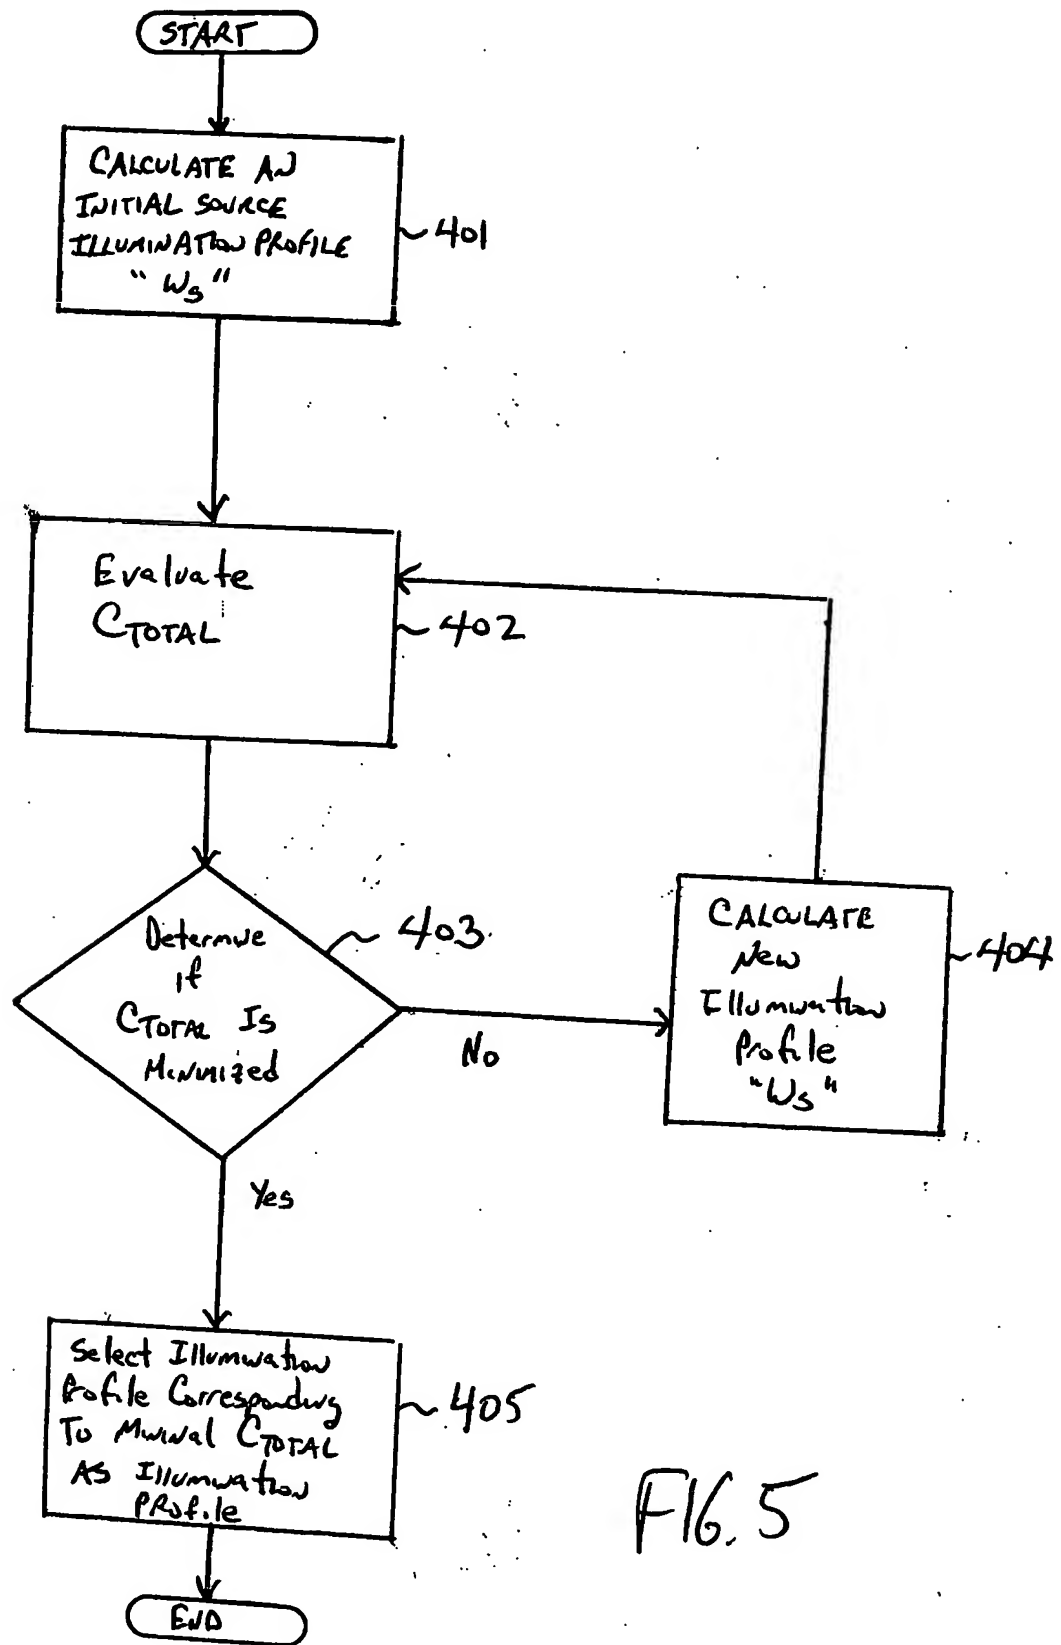 START
CALCULATE AN
INITIAL SOURCE
ILLUMINATION PROFILE
"Ws"
401
Evaluate
CTOTAL
402
Determine
if
CTOTAL Is
Minimized
403
No
CALCULATE
New
Illumination
Profile
"Ws"
404
Yes
Select Illumination
Profile Corresponding
To Minimal CTOTAL
AS Illumination
PROfile
405
END
FIG. 5